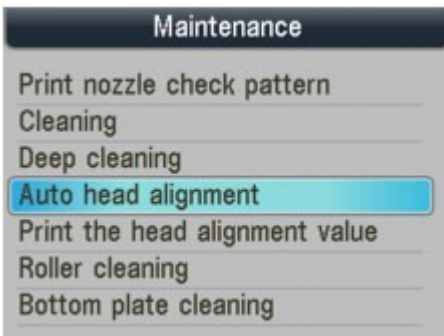 Maintenance
Print nozzle check pattern
Cleaning
Deep cleaning
Auto head alignment
Print the head alignment value
Roller cleaning
Bottom plate cleaning